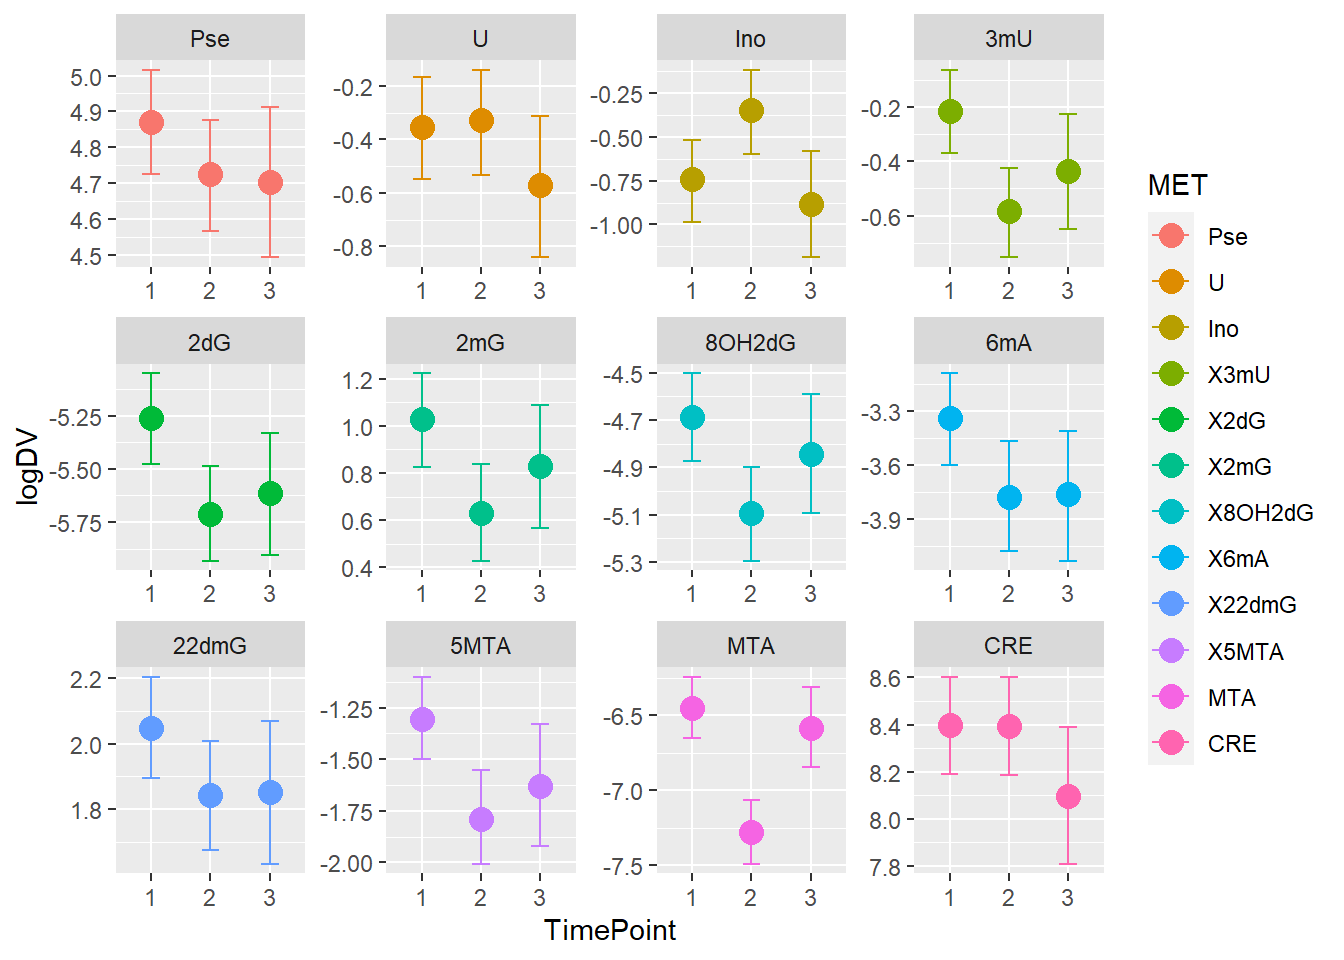 Pse U Ino 3mU
5.0 4.9 4.8 4.7 4.6 4.5
-0.2 -0.4 -0.6 -0.8
-0.25 -0.50 -0.75 -1.00
-0.2 -0.4 -0.6
1 2 3 1 2 3 1 2 3 1 2 3
2dG 2mG 8OH2dG 6mA
-5.25 -5.50 -5.75
1.2 1.0 0.8 0.6 0.4
-4.5 -4.7 -4.9 -5.1 -5.3
-3.3 -3.6 -3.9
1 2 3 1 2 3 1 2 3 1 2 3
22dmG 5MTA MTA CRE
2.2 2.0 1.8
-1.25 -1.50 -1.75 -2.00
-6.5 -7.0 -7.5
8.6 8.4 8.2 8.0 7.8
1 2 3 1 2 3 1 2 3 1 2 3
logDV
TimePoint
MET
Pse
U
Ino
X3mU
X2dG
X2mG
X8OH2dG
X6mA
X22dmG
X5MTA
MTA
CRE